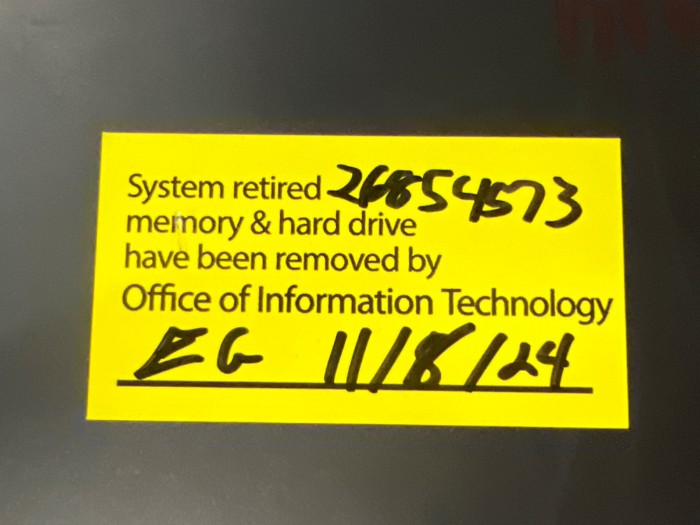 System retired 26854573
memory & hard drive
have been removed by
Office of Information Technology
EG 11/8/24